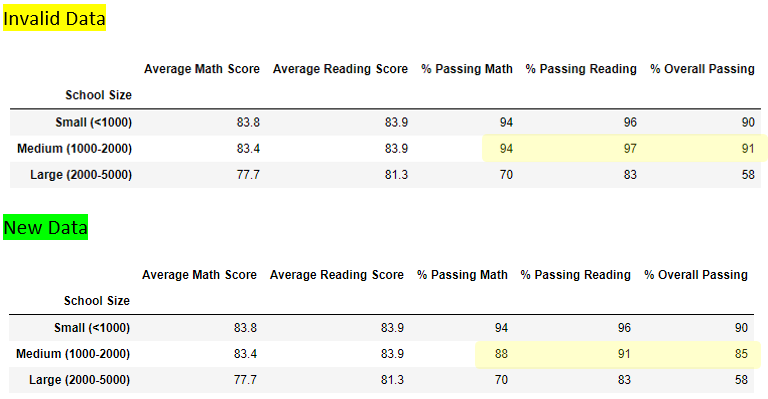 Invalid Data
Average Math Score Average Reading Score % Passing Math % Passing Reading % Overall Passing
School Size
Small (<1000) 83.8 83.9 94 96 90
Medium (1000-2000) 83.4 83.9 94 97 91
Large (2000-5000) 77.7 81.3 70 83 58
New Data
Average Math Score Average Reading Score % Passing Math % Passing Reading % Overall Passing
School Size
Small (<1000) 83.8 83.9 94 96 90
Medium (1000-2000) 83.4 83.9 88 91 85
Large (2000-5000) 77.7 81.3 70 83 58